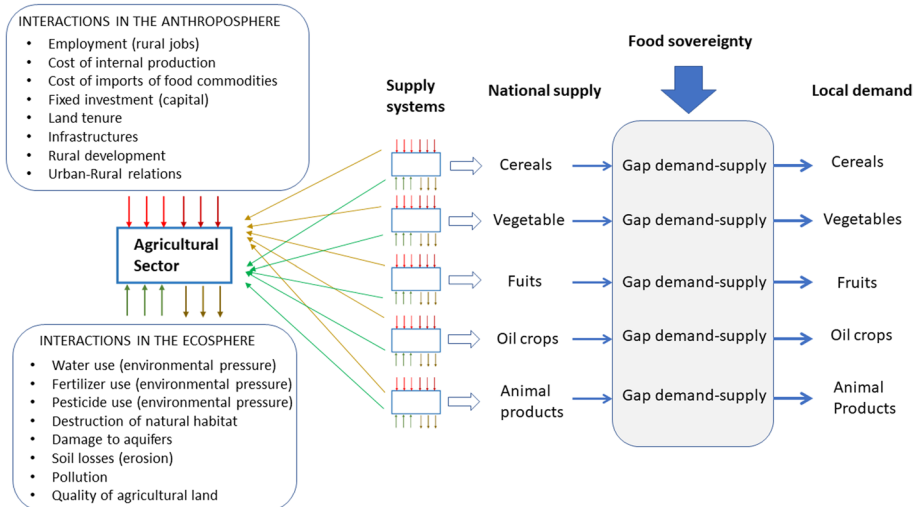 INTERACTIONS IN THE ANTHROPOSPHERE
• Employment (rural jobs)
• Cost of internal production
• Cost of imports of food commodities
• Fixed investment (capital)
• Land tenure
• Infrastructures
• Rural development
• Urban-Rural relations
Agricultural
Sector
INTERACTIONS IN THE ECOSPHERE
• Water use (environmental pressure)
• Fertilizer use (environmental pressure)
• Pesticide use (environmental pressure)
• Destruction of natural habitat
• Damage to aquifers
• Soil losses (erosion)
• Pollution
• Quality of agricultural land
Supply
systems
National supply
Food sovereignty
Local demand
Cereals
Gap demand-supply
Cereals
Vegetable
Gap demand-supply
Vegetables
Fuits
Gap demand-supply
Fruits
Oil crops
Gap demand-supply
Oil crops
Animal
products
Gap demand-supply
Animal
Products